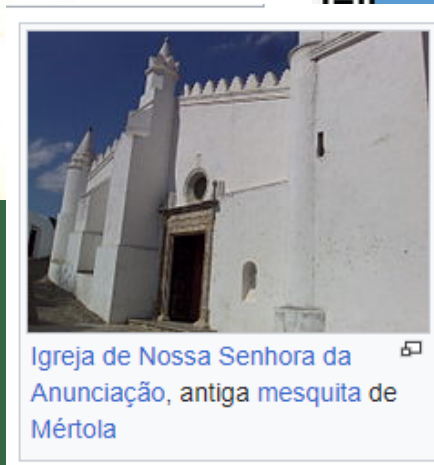 Igreja de Nossa Senhora da
Anunciação, antiga mesquita de
Mértola